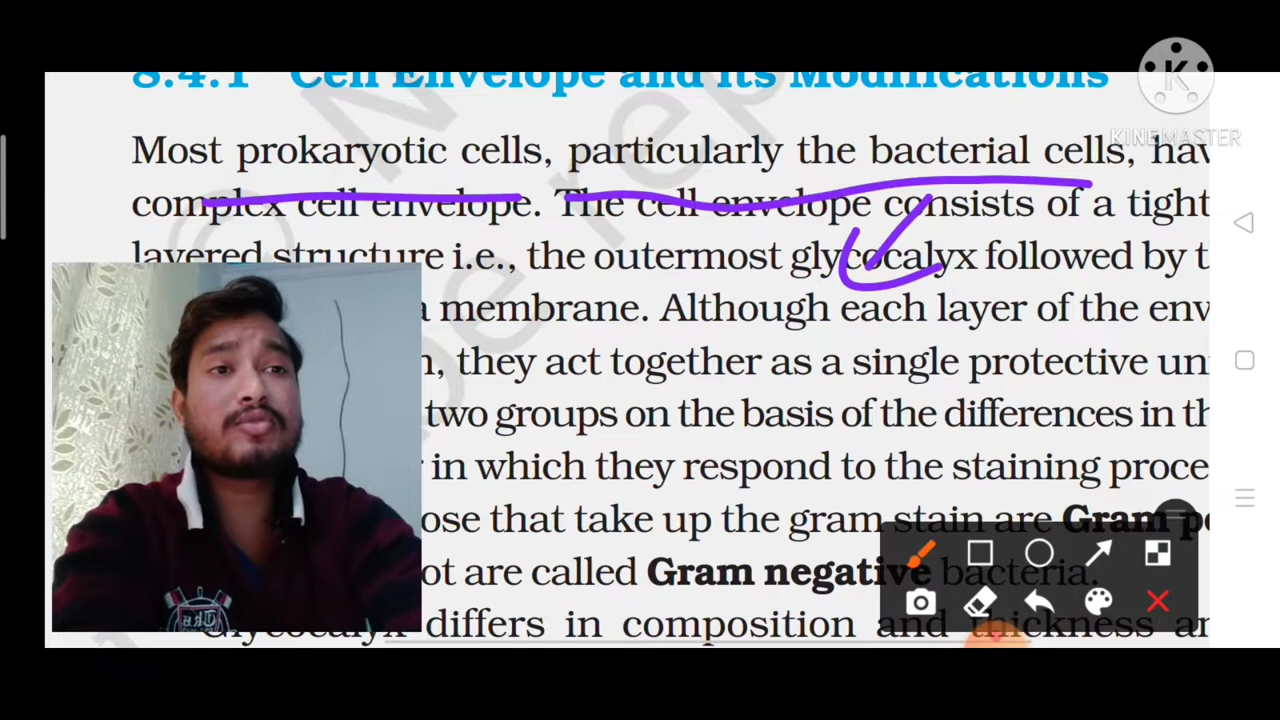 8.4.1 Cell Envelope and its Modifications
K
KINEMASTER
Most prokaryotic cells, particularly the bacterial cells, hav
complex cell envelope. The cell envelope consists of a tight
layered structure i.e., the outermost glycocalyx followed by t
a membrane. Although each layer of the env
n, they act together as a single protective un
two groups on the basis of the differences in th
r in which they respond to the staining proce
ose that take up the gram stain are Gram p
ot are called Gram negative bacteria.
Glycocalyx differs in composition and thickness a